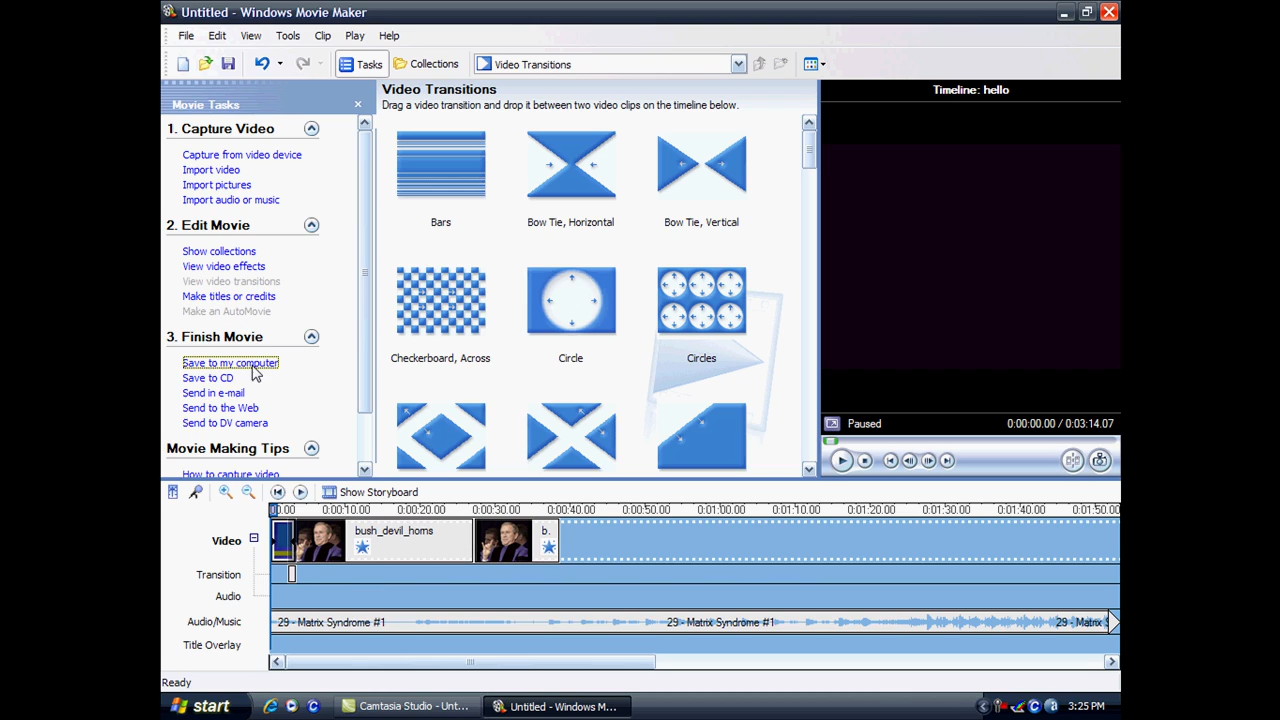 Untitled - Windows Movie Maker
File Edit View Tools Clip Play Help
Tasks Collections Video Transitions
Movie Tasks
1. Capture Video
Capture from video device
Import video
Import pictures
Import audio or music
2. Edit Movie
Show collections
View video effects
View video transitions
Make titles or credits
Make an AutoMovie
3. Finish Movie
Save to my computer
Save to CD
Send in e-mail
Send to the Web
Send to DV camera
Movie Making Tips
How to capture video
Video Transitions
Drag a video transition and drop it between two video clips on the timeline below.
Bars Bow Tie, Horizontal Bow Tie, Vertical
Checkerboard, Across Circle Circles
Timeline: hello
Paused 0:00:00.00 / 0:03:14.07
Show Storyboard
0:00:10.00 0:00:20.00 0:00:30.00 0:00:40.00 0:00:50.00 0:01:00.00 0:01:10.00 0:01:20.00 0:01:30.00 0:01:40.00 0:01:50.00
Video bush_devil_horns b.
Transition
Audio
Audio/Music 29 - Matrix Syndrome #1 29 - Matrix Syndrome #1 29 - Matrix
Title Overlay
Ready
start Camtasia Studio - Unt... Untitled - Windows M... 3:25 PM